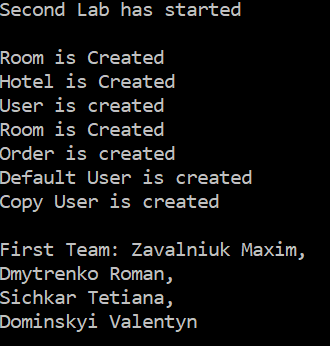 Second Lab has started
Room is Created
Hotel is Created
User is created
Room is Created
Order is created
Default User is created
Copy User is created
First Team: Zavalniuk Maxim,
Dmytrenko Roman,
Sichkar Tetiana,
Dominskyi Valentyn